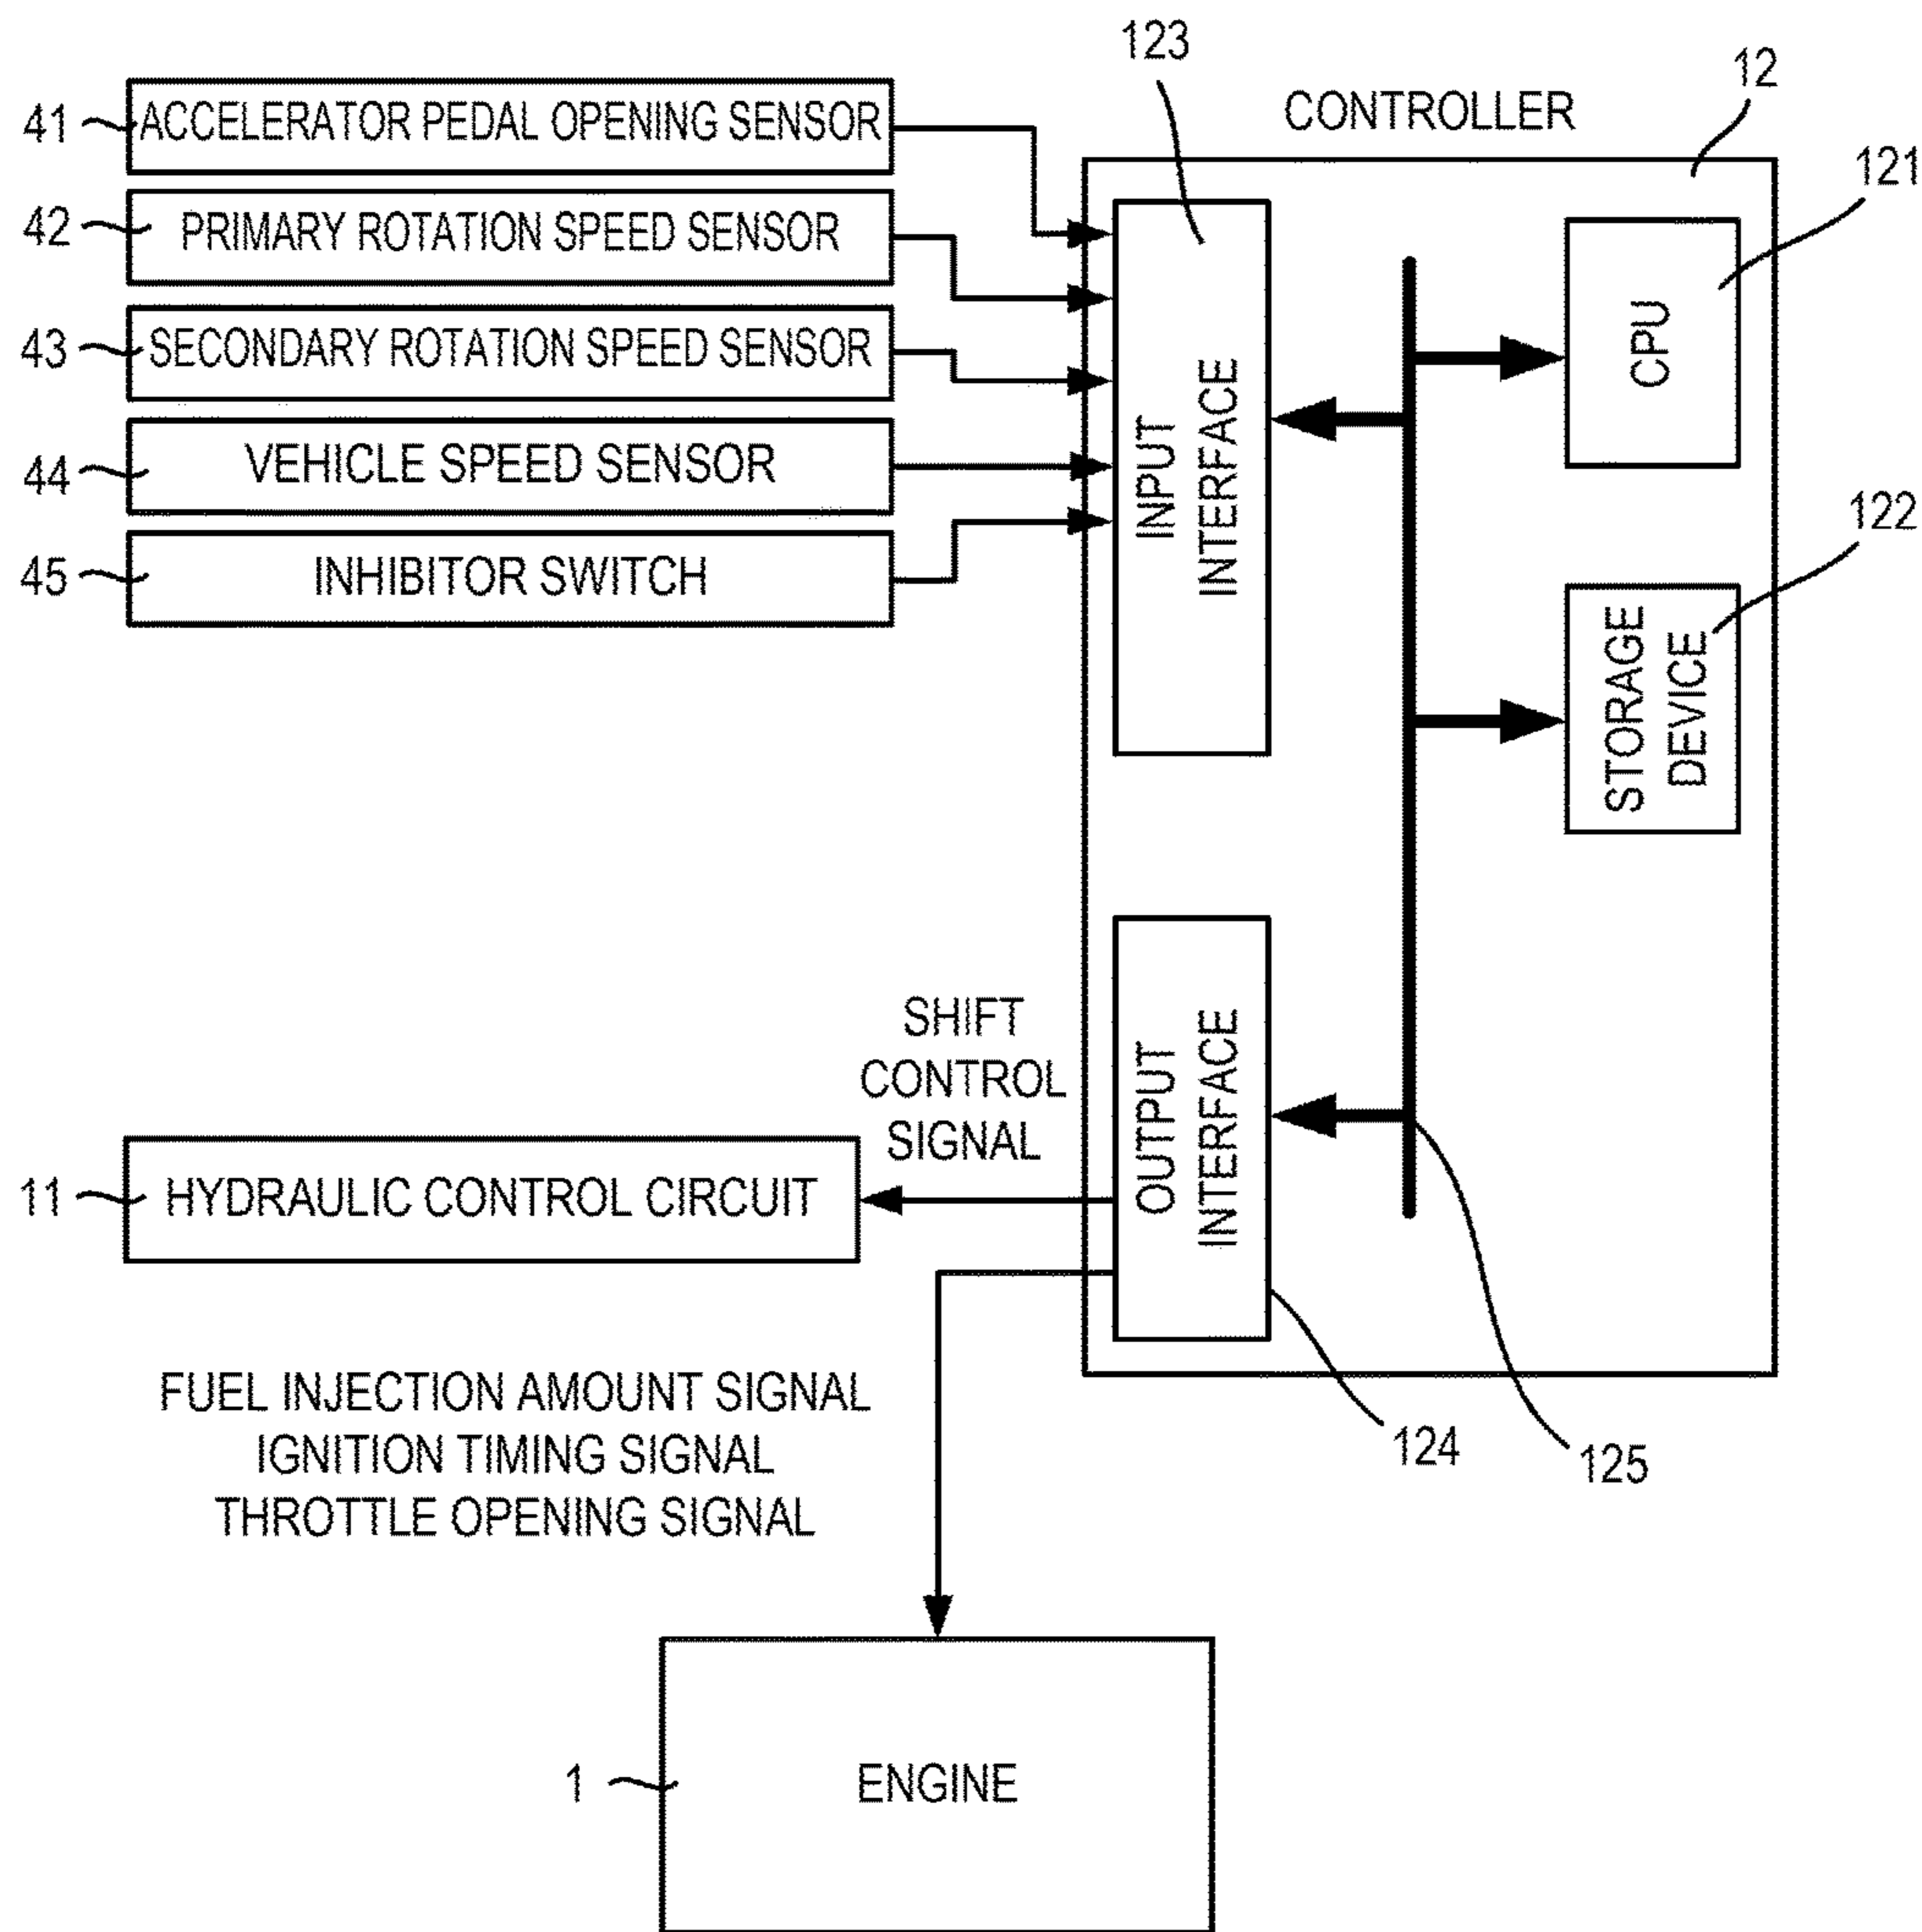 123
12
CONTROLLER
121
41
ACCELERATOR PEDAL OPENING SENSOR
42
PRIMARY ROTATION SPEED SENSOR
43
SECONDARY ROTATION SPEED SENSOR
44
VEHICLE SPEED SENSOR
45
INHIBITOR SWITCH
INPUT
INTERFACE
CPU
122
STORAGE
DEVICE
SHIFT
CONTROL
SIGNAL
OUTPUT
INTERFACE
11
HYDRAULIC CONTROL CIRCUIT
FUEL INJECTION AMOUNT SIGNAL
IGNITION TIMING SIGNAL
THROTTLE OPENING SIGNAL
124
125
1
ENGINE